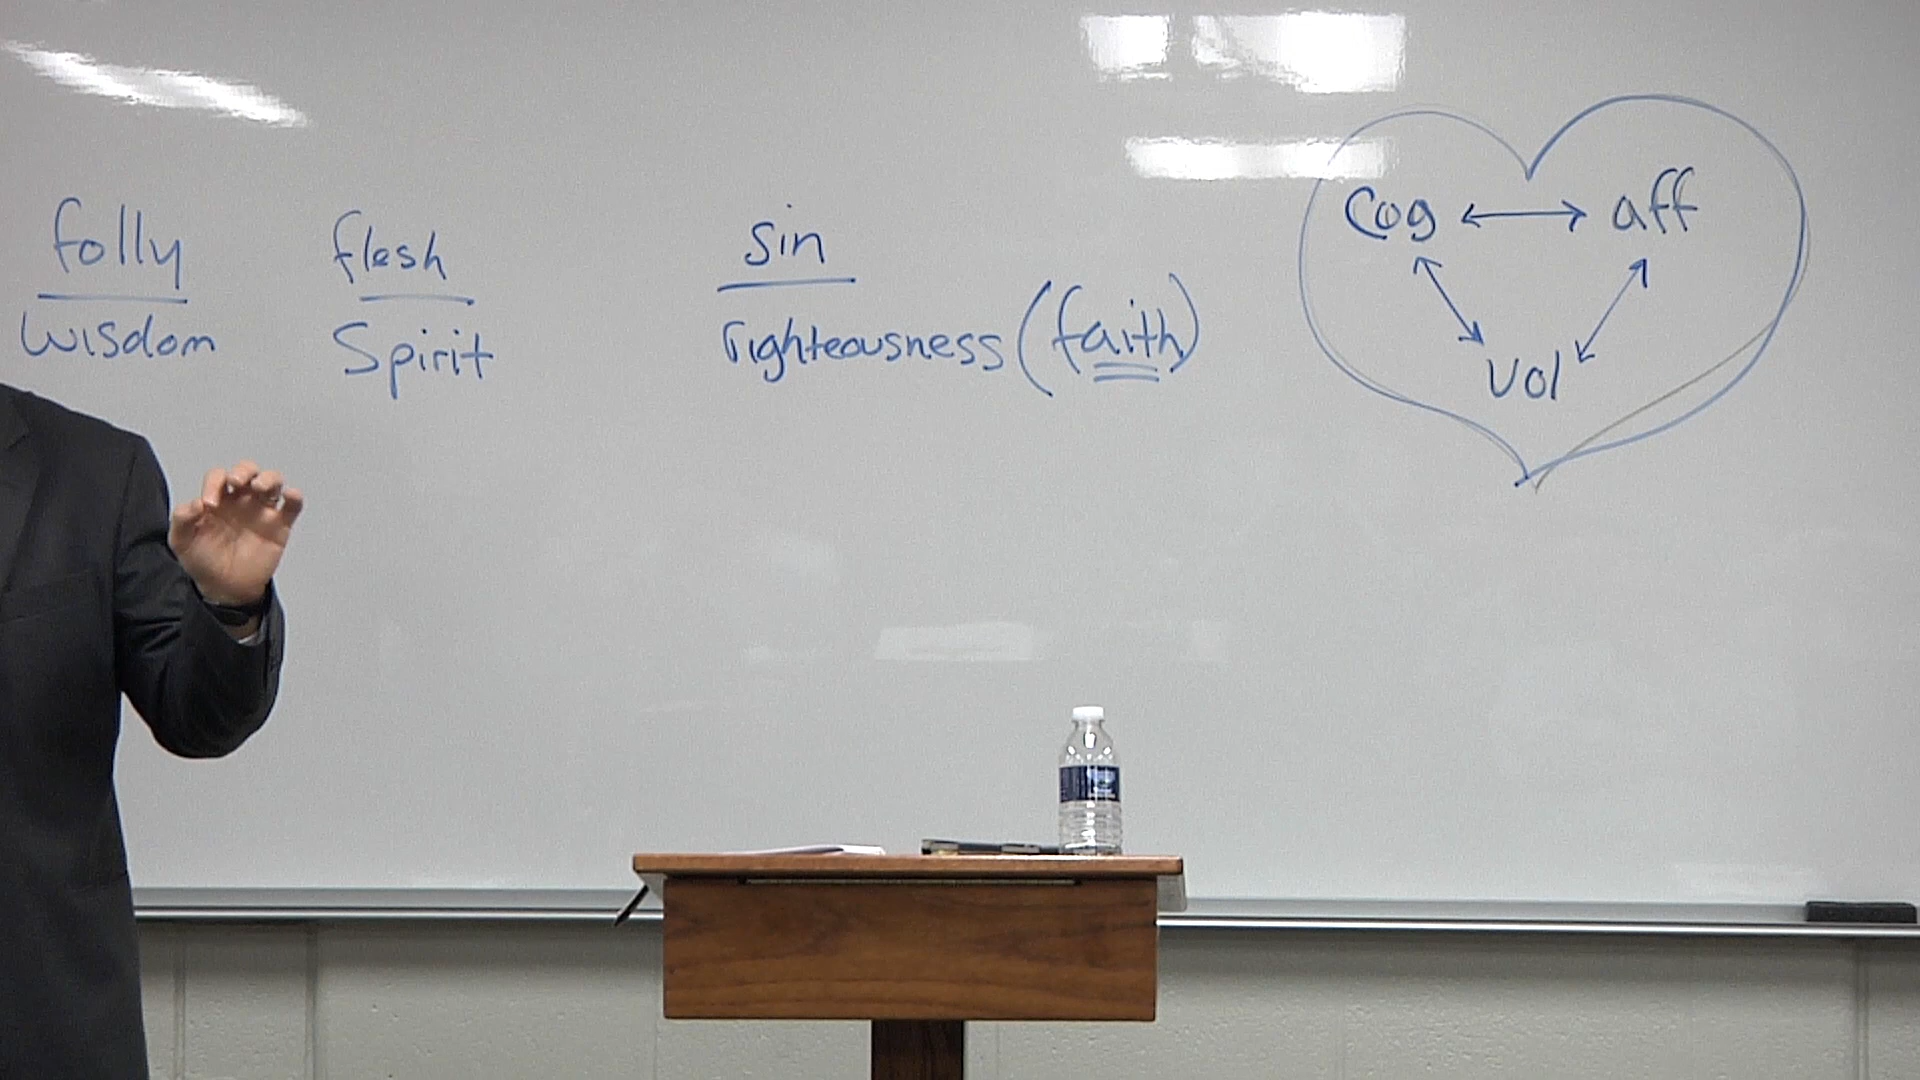 folly
wisdom
flesh
Spirit
sin
righteousness (faith)
cog ↔ aff
vol